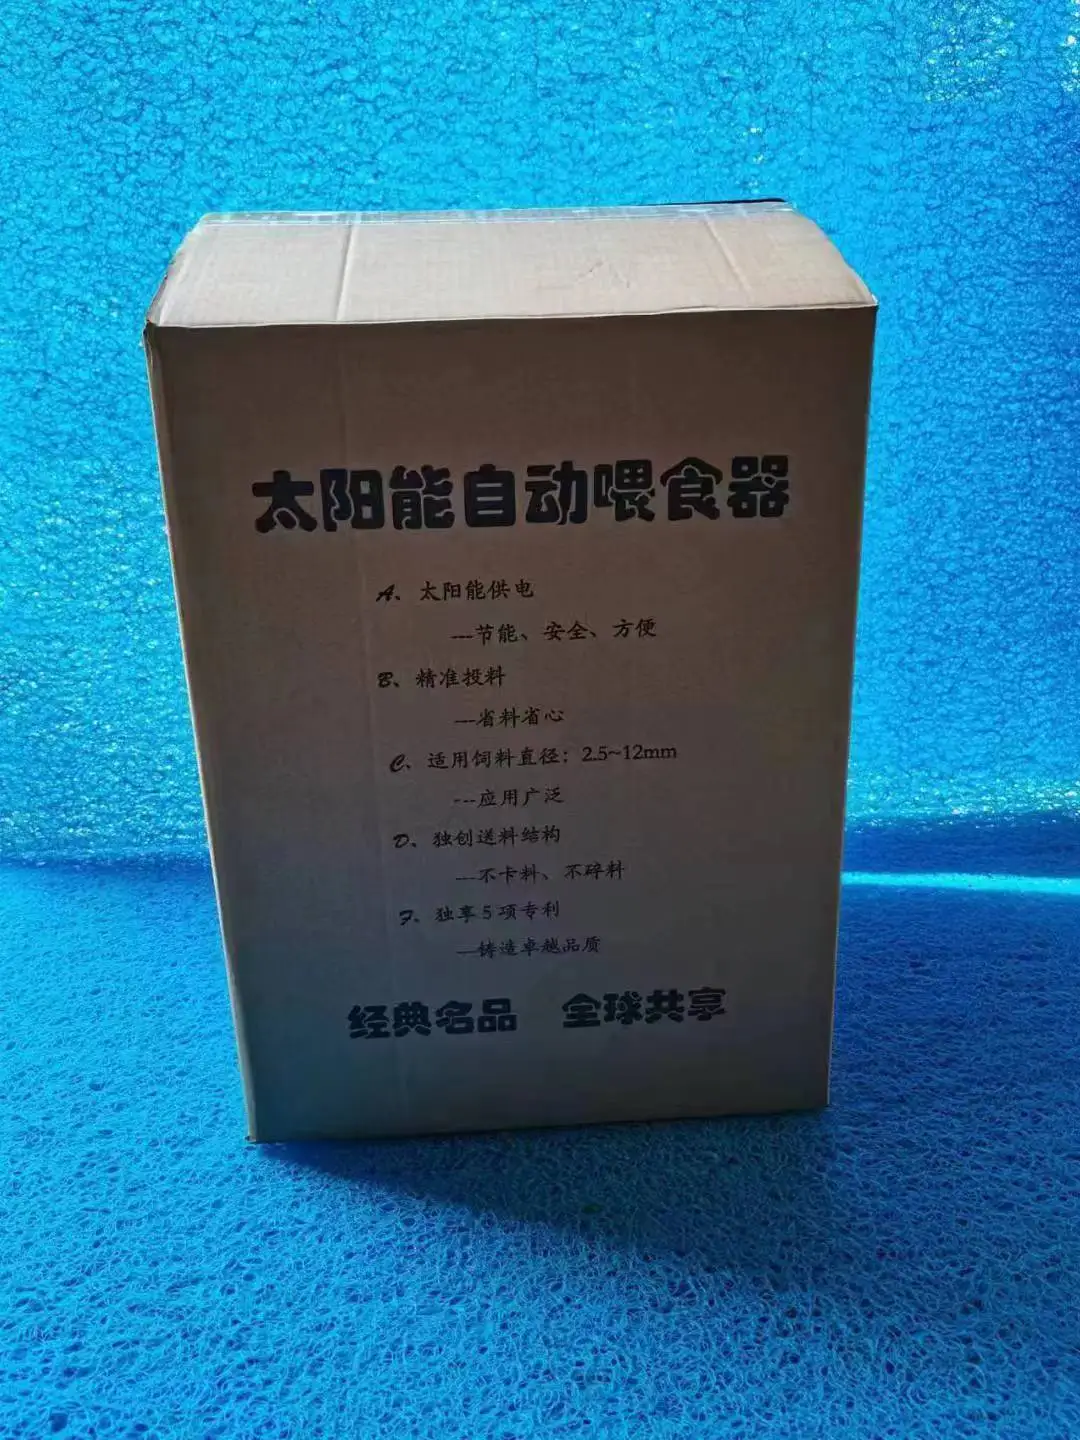 太阳能自动喂食器
A、太阳能供电
---节能、安全、方便
B、精准投料
---省料省心
C、适用饲料直径：2.5~12mm
---应用广泛
D、独创送料结构
---不卡料、不碎料
F、独享5项专利
---铸造卓越品质
经典名品 全球共享